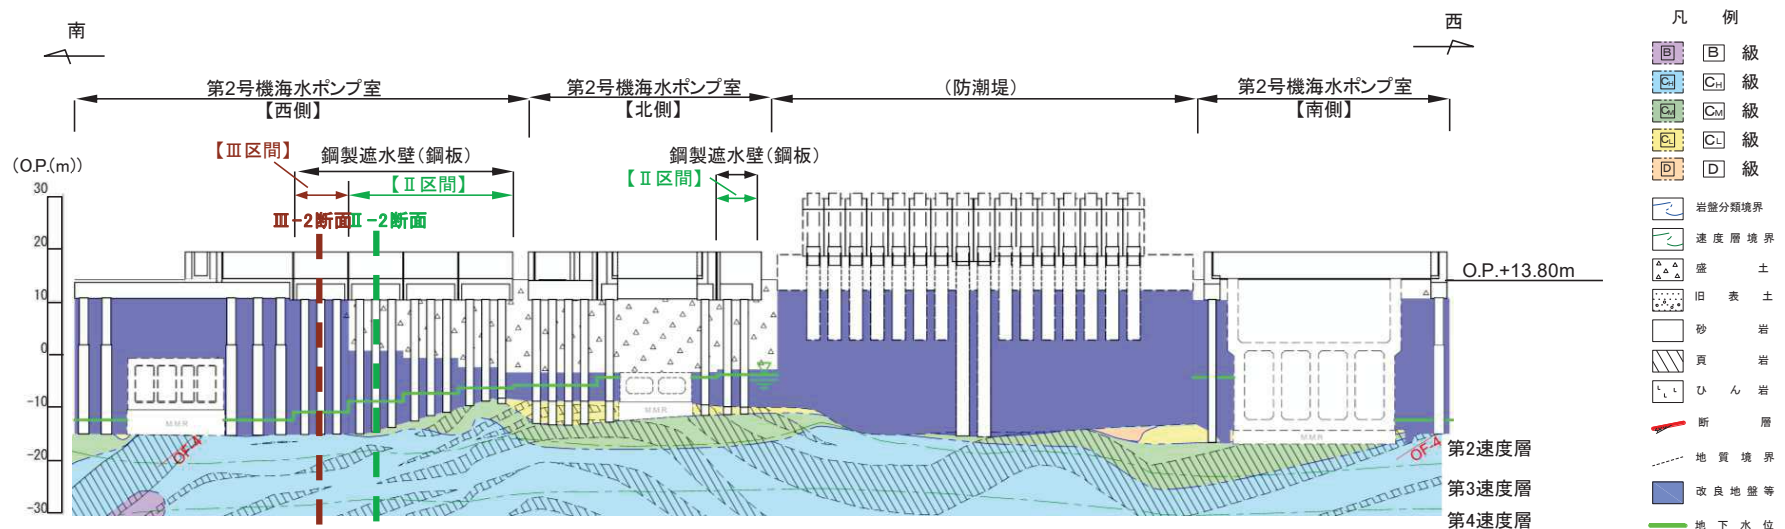 南
西
第2号機海水ポンプ室
【西側】
第2号機海水ポンプ室
【北側】
(防潮堤)
第2号機海水ポンプ室
【南側】
【Ⅲ区間】
鋼製遮水壁(鋼板)
【Ⅱ区間】
鋼製遮水壁(鋼板)
【Ⅱ区間】
Ⅲ-2断面
Ⅱ-2断面
(O.P.(m))
30
20
10
0
-10
-20
-30
O.P.+13.80m
MMR
MMR
MMR
OF-4
OF-4
第2速度層
第3速度層
第4速度層
凡 例
B B 級
CH CH 級
CM CM 級
CL CL 級
D D 級
岩盤分類境界
速度層境界
盛土
旧表土
砂岩
頁岩
ひん岩
断層
地質境界
改良地盤等
地下水位